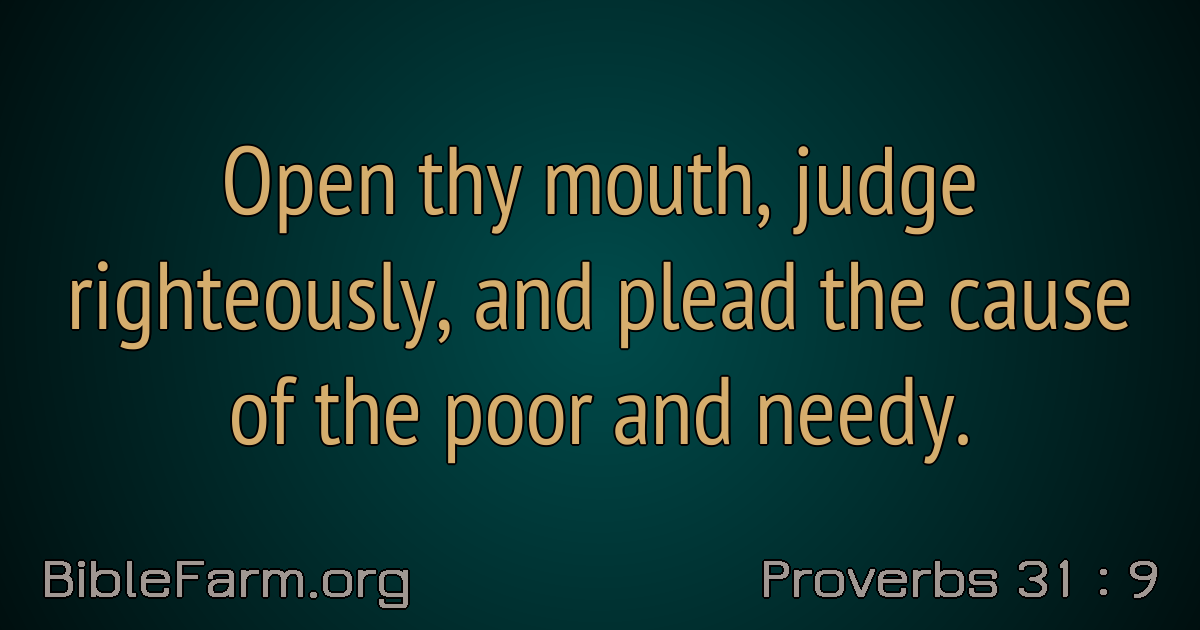 Open thy mouth, judge
righteously, and plead the cause
of the poor and needy.
BibleFarm.org
Proverbs 31 : 9